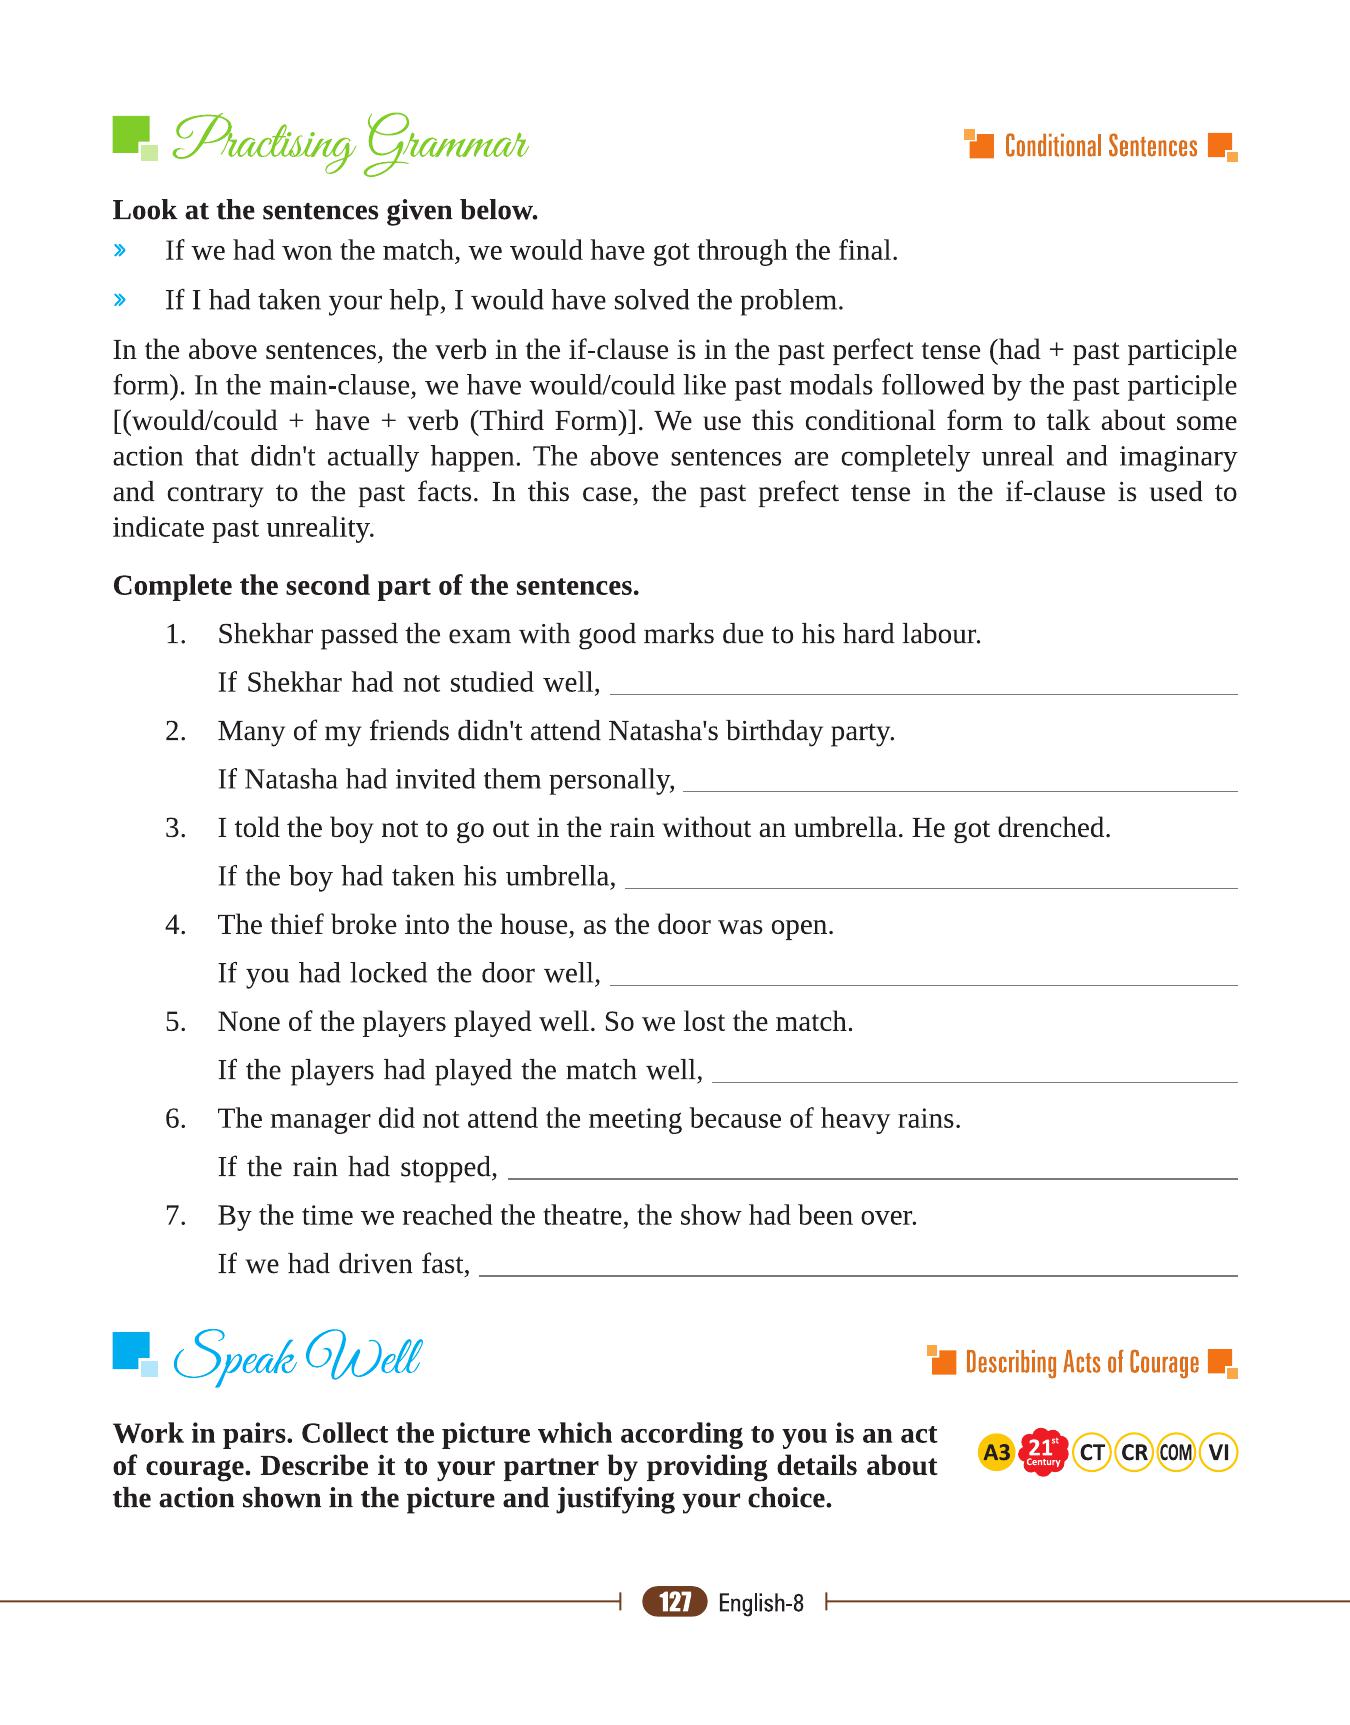 Practising Grammar
Conditional Sentences
Look at the sentences given below.
» If we had won the match, we would have got through the final.
» If I had taken your help, I would have solved the problem.
In the above sentences, the verb in the if-clause is in the past perfect tense (had + past participle
form). In the main-clause, we have would/could like past modals followed by the past participle
[(would/could + have + verb (Third Form)]. We use this conditional form to talk about some
action that didn't actually happen. The above sentences are completely unreal and imaginary
and contrary to the past facts. In this case, the past prefect tense in the if-clause is used to
indicate past unreality.
Complete the second part of the sentences.
1. Shekhar passed the exam with good marks due to his hard labour.
If Shekhar had not studied well,
2. Many of my friends didn't attend Natasha's birthday party.
If Natasha had invited them personally,
3. I told the boy not to go out in the rain without an umbrella. He got drenched.
If the boy had taken his umbrella,
4. The thief broke into the house, as the door was open.
If you had locked the door well,
5. None of the players played well. So we lost the match.
If the players had played the match well,
6. The manager did not attend the meeting because of heavy rains.
If the rain had stopped,
7. By the time we reached the theatre, the show had been over.
If we had driven fast,
Speak Well
Describing Acts of Courage
Work in pairs. Collect the picture which according to you is an act
of courage. Describe it to your partner by providing details about
the action shown in the picture and justifying your choice.
A3 21st Century CT CR COM VI
127 English-8